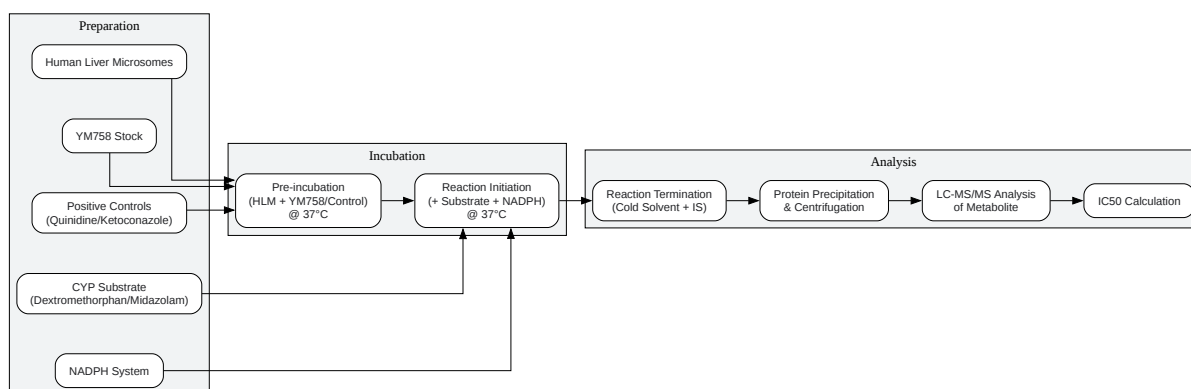 Preparation
Human Liver Microsomes
YM758 Stock
Positive Controls
(Quinidine/Ketoconazole)
CYP Substrate
(Dextromethorphan/Midazolam)
NADPH System
Incubation
Pre-incubation
(HLM + YM758/Control)
@ 37°C
Reaction Initiation
(+ Substrate + NADPH)
@ 37°C
Analysis
Reaction Termination
(Cold Solvent + IS)
Protein Precipitation
& Centrifugation
LC-MS/MS Analysis
of Metabolite
IC50 Calculation